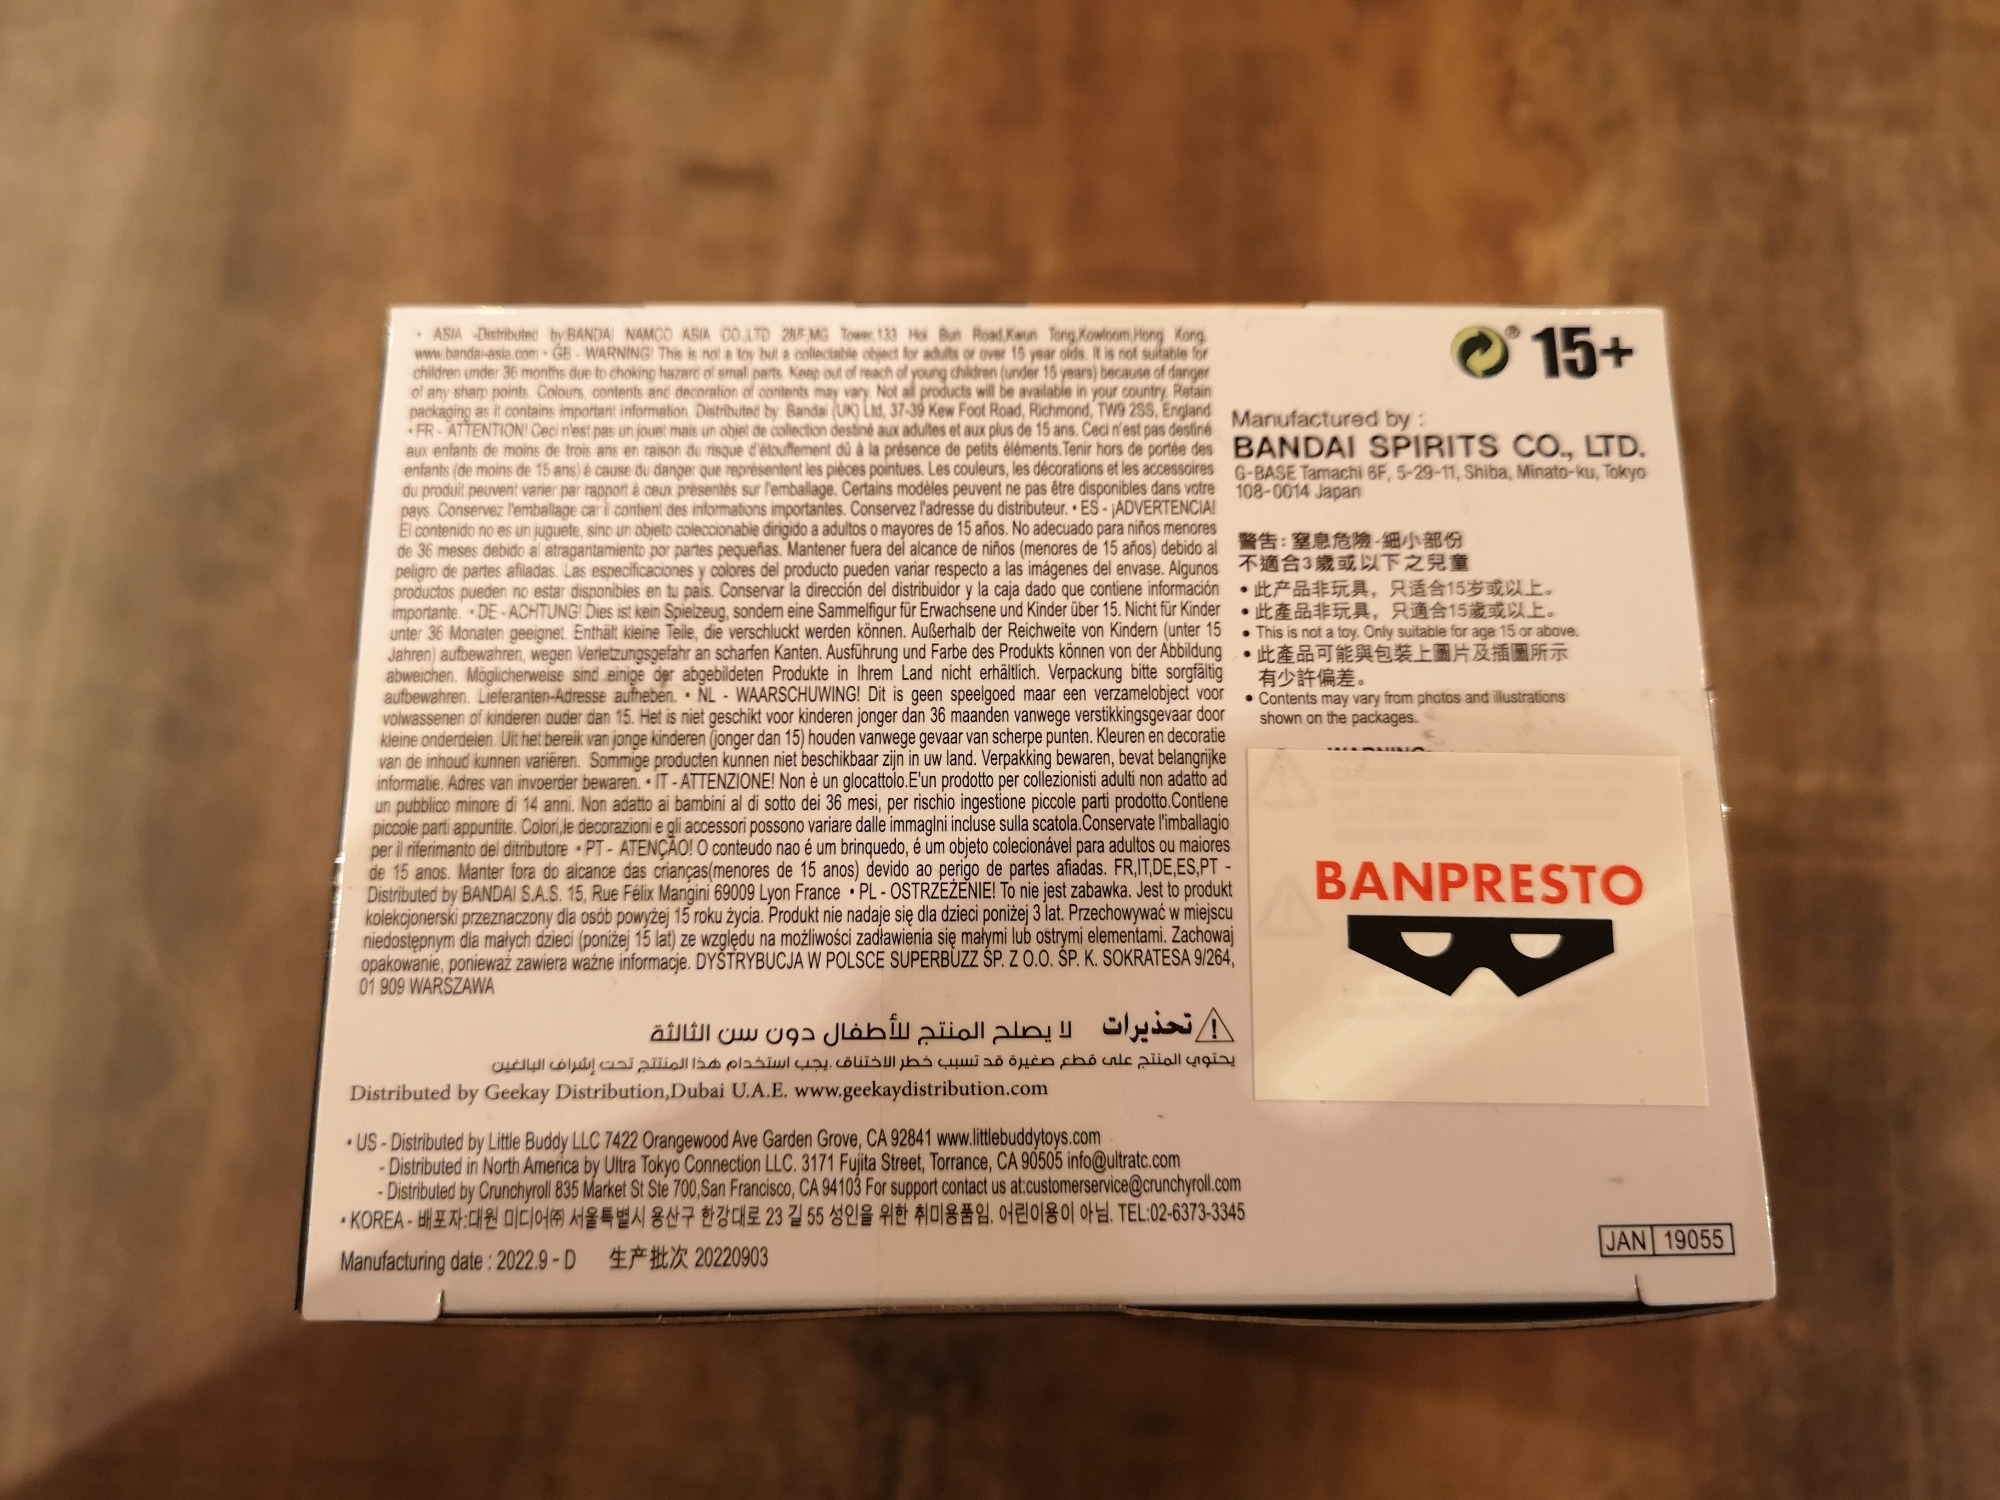 • ASIA -Distributed by:BANDAI NAMCO ASIA CO.,LTD 28/F,MG Tower,133 Hoi Bun Road,Kwun Tong,Kowloom,Hong Kong.
www.bandai-asia.com • GB - WARNING! This is not a toy but a collectable object for adults or over 15 year olds. It is not suitable for
children under 36 months due to choking hazard of small parts. Keep out of reach of young children (under 15 years) because of danger
of any sharp points. Colours, contents and decoration of contents may vary. Not all products will be available in your country. Retain
packaging as it contains important information. Distributed by: Bandai (UK) Ltd, 37-39 Kew Foot Road, Richmond, TW9 2SS, England
• FR - ATTENTION! Ceci n'est pas un jouet mais un objet de collection destiné aux adultes et aux plus de 15 ans. Ceci n'est pas destiné
aux enfants de moins de trois ans en raison du risque d'étouffement dû à la présence de petits éléments.Tenir hors de portée des
enfants (de moins de 15 ans) à cause du danger que représentent les pièces pointues. Les couleurs, les décorations et les accessoires
du produit peuvent varier par rapport à ceux présentés sur l'emballage. Certains modèles peuvent ne pas être disponibles dans votre
pays. Conservez l'emballage car il contient des informations importantes. Conservez l'adresse du distributeur. • ES - ¡ADVERTENCIA!
El contenido no es un juguete, sino un objeto coleccionable dirigido a adultos o mayores de 15 años. No adecuado para niños menores
de 36 meses debido al atragantamiento por partes pequeñas. Mantener fuera del alcance de niños (menores de 15 años) debido al
peligro de partes afiladas. Las especificaciones y colores del producto pueden variar respecto a las imágenes del envase. Algunos
productos pueden no estar disponibles en tu país. Conservar la dirección del distribuidor y la caja dado que contiene información
importante. • DE - ACHTUNG! Dies ist kein Spielzeug, sondern eine Sammelfigur für Erwachsene und Kinder über 15. Nicht für Kinder
unter 36 Monaten geeignet. Enthält kleine Teile, die verschluckt werden können. Außerhalb der Reichweite von Kindern (unter 15
Jahren) aufbewahren, wegen Verletzungsgefahr an scharfen Kanten. Ausführung und Farbe des Produkts können von der Abbildung
abweichen. Möglicherweise sind einige der abgebildeten Produkte in Ihrem Land nicht erhältlich. Verpackung bitte sorgfältig
aufbewahren. Lieferanten-Adresse aufheben. • NL - WAARSCHUWING! Dit is geen speelgoed maar een verzamelobject voor
volwassenen of kinderen ouder dan 15. Het is niet geschikt voor kinderen jonger dan 36 maanden vanwege verstikkingsgevaar door
kleine onderdelen. Uit het bereik van jonge kinderen (jonger dan 15) houden vanwege gevaar van scherpe punten. Kleuren en decoratie
van de inhoud kunnen variëren. Sommige producten kunnen niet beschikbaar zijn in uw land. Verpakking bewaren, bevat belangrijke
informatie. Adres van invoerder bewaren. • IT - ATTENZIONE! Non è un glocattolo.E'un prodotto per collezionisti adulti non adatto ad
un pubblico minore di 14 anni. Non adatto ai bambini al di sotto dei 36 mesi, per rischio ingestione piccole parti prodotto.Contlene
piccole parti appuntite. Colori,le decorazioni e gli accessori possono variare dalle immaglni incluse sulla scatola.Conservate l'imballagio
per il riferimanto del ditributore • PT - ATENÇÃO! O conteudo nao é um brinquedo, é um objeto colecionável para adultos ou maiores
de 15 anos. Manter fora do alcance das crianças(menores de 15 anos) devido ao perigo de partes afiadas. FR,IT,DE,ES,PT -
Distributed by BANDAI S.A.S. 15, Rue Félix Mangini 69009 Lyon France • PL - OSTRZEŻENIE! To nie jest zabawka. Jest to produkt
kolekcjonerski przeznaczony dla osób powyżej 15 roku życia. Produkt nie nadaje się dla dzieci poniżej 3 lat. Przechowywać w miejscu
niedostępnym dla małych dzieci (poniżej 15 lat) ze względu na możliwości zadławienia się małymi lub ostrymi elementami. Zachowaj
opakowanie, ponieważ zawiera ważne informacje. DYSTRYBUCJA W POLSCE SUPERBUZZ SP. Z O.O. SP. K. SOKRATESA 9/264,
01 909 WARSZAWA
تحذيرات لا يصلح المنتج للأطفال دون سن الثالثة
يحتوي المنتج على قطع صغيرة قد تسبب خطر الاختناق. يجب استخدام هذا المنتج تحت إشراف البالغين
Distributed by Geekay Distribution,Dubai U.A.E. www.geekaydistribution.com
• US - Distributed by Little Buddy LLC 7422 Orangewood Ave Garden Grove, CA 92841 www.littlebuddytoys.com
- Distributed in North America by Ultra Tokyo Connection LLC. 3171 Fujita Street, Torrance, CA 90505 info@ultratc.com
- Distributed by Crunchyroll 835 Market St Ste 700,San Francisco, CA 94103 For support contact us at:customerservice@crunchyroll.com
• KOREA - 배포자:대원 미디어㈜ 서울특별시 용산구 한강대로 23 길 55 성인을 위한 취미용품임. 어린이용이 아님. TEL:02-6373-3345
Manufacturing date : 2022.9 - D 生产批次 20220903
® 15+
Manufactured by :
BANDAI SPIRITS CO., LTD.
G-BASE Tamachi 6F, 5-29-11, Shiba, Minato-ku, Tokyo
108-0014 Japan
警告: 窒息危險-細小部份
不適合3歲或以下之兒童
• 此产品非玩具，只适合15岁或以上。
• 此產品非玩具，只適合15歲或以上。
• This is not a toy. Only suitable for age 15 or above.
• 此產品可能與包裝上圖片及插圖所示
有少許偏差。
• Contents may vary from photos and illustrations
shown on the packages.
BANPRESTO
JAN 19055